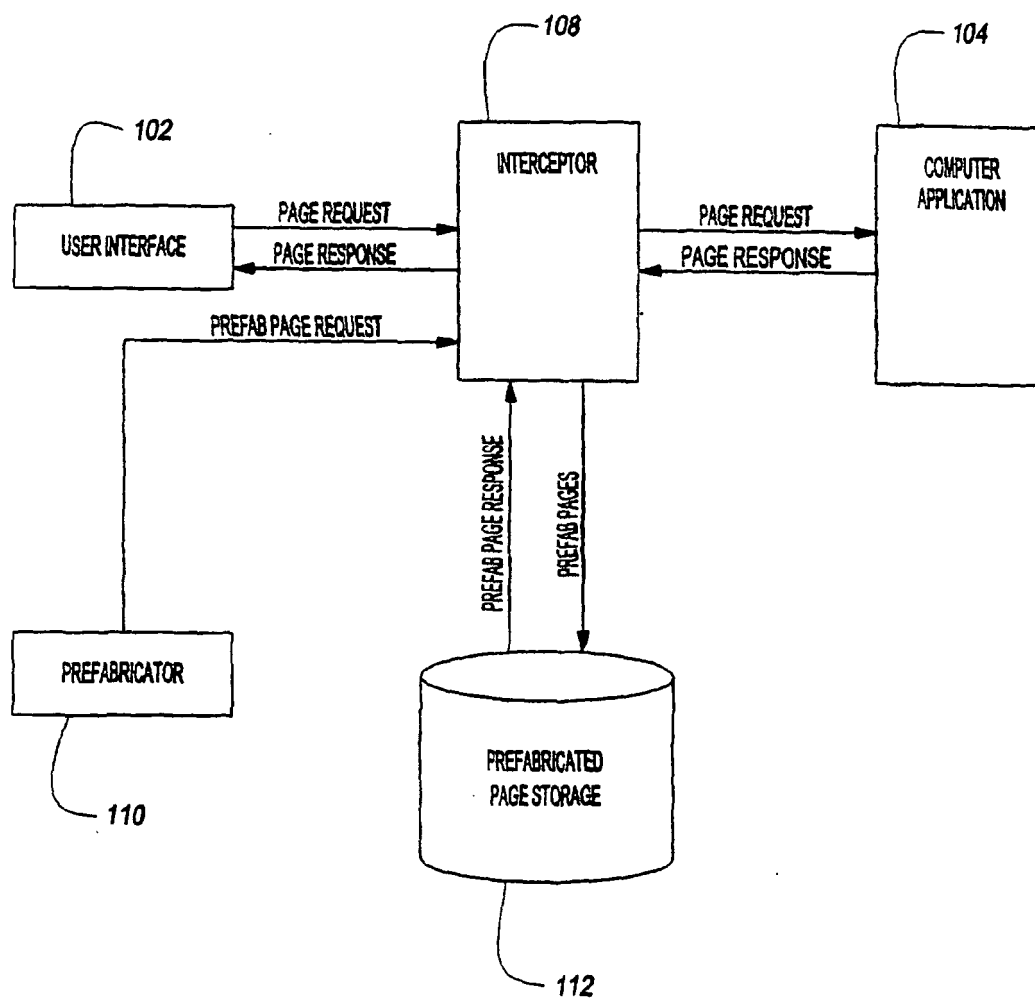 108
104
102
INTERCEPTOR
COMPUTER
APPLICATION
USER INTERFACE
PAGE REQUEST
PAGE RESPONSE
PAGE REQUEST
PAGE RESPONSE
PREFAB PAGE REQUEST
PREFAB PAGE RESPONSE
PREFAB PAGES
PREFABRICATOR
110
PREFABRICATED
PAGE STORAGE
112